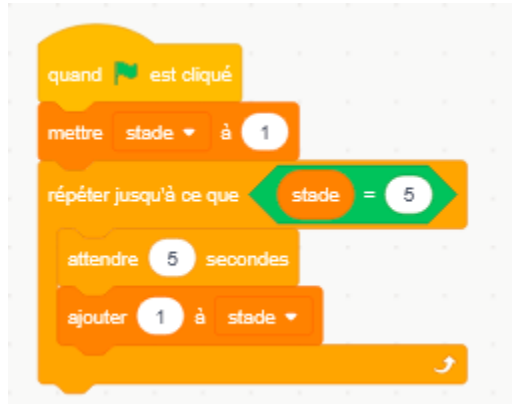 quand est cliqué
mettre stade à 1
répéter jusqu'à ce que stade = 5
attendre 5 secondes
ajouter 1 à stade